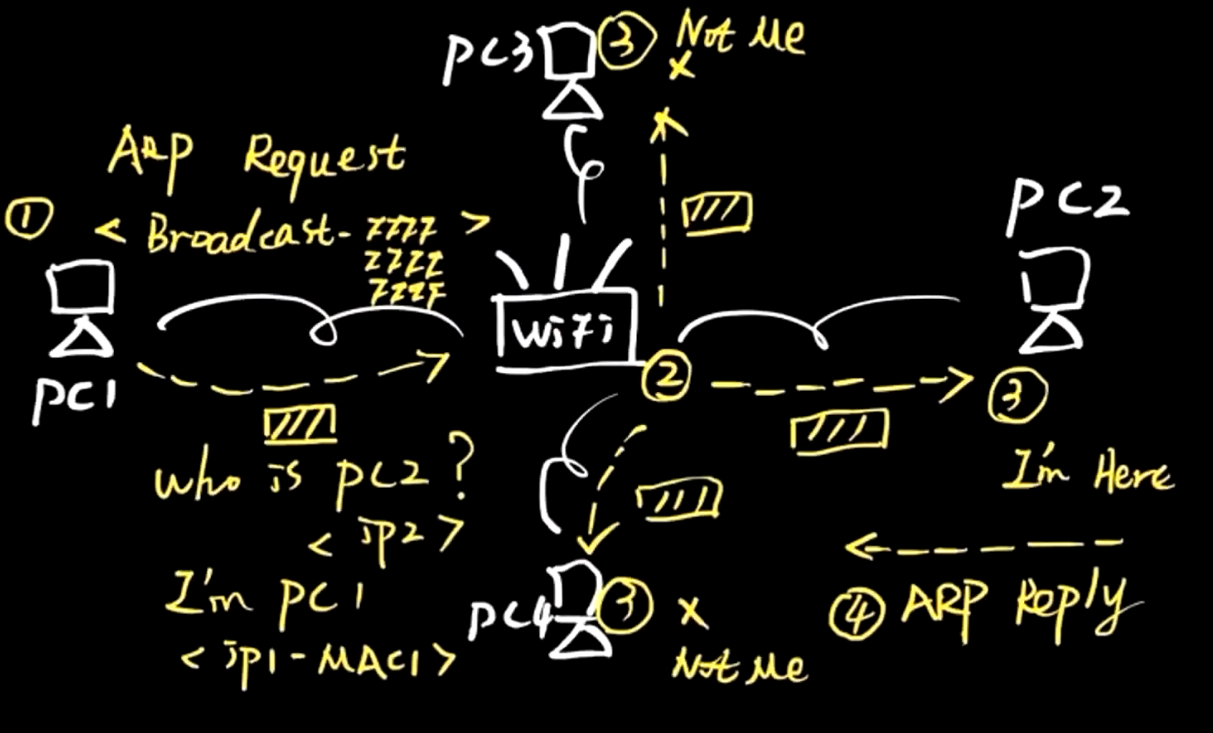 PC3
③ Not Me
×
ARP Request
①
< Broadcast-FFFF
FFFF
FFFF >
PC2
WiFi
PC1
②
③
Who is PC2?
< ip2 >
I'm Here
I'm PC1
< ip1-MAC1 >
PC4
③ ×
Not Me
④ ARP Reply